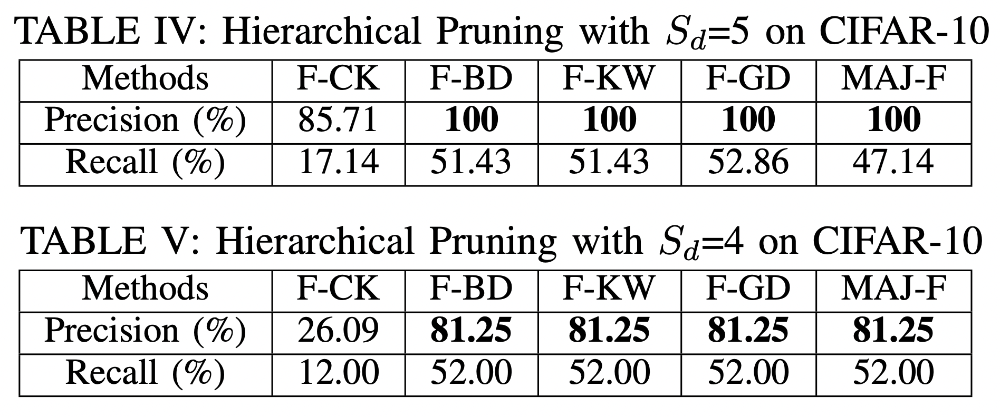 TABLE IV: Hierarchical Pruning with S_d=5 on CIFAR-10
Methods F-CK F-BD F-KW F-GD MAJ-F
Precision (%) 85.71 100 100 100 100
Recall (%) 17.14 51.43 51.43 52.86 47.14
TABLE V: Hierarchical Pruning with S_d=4 on CIFAR-10
Methods F-CK F-BD F-KW F-GD MAJ-F
Precision (%) 26.09 81.25 81.25 81.25 81.25
Recall (%) 12.00 52.00 52.00 52.00 52.00